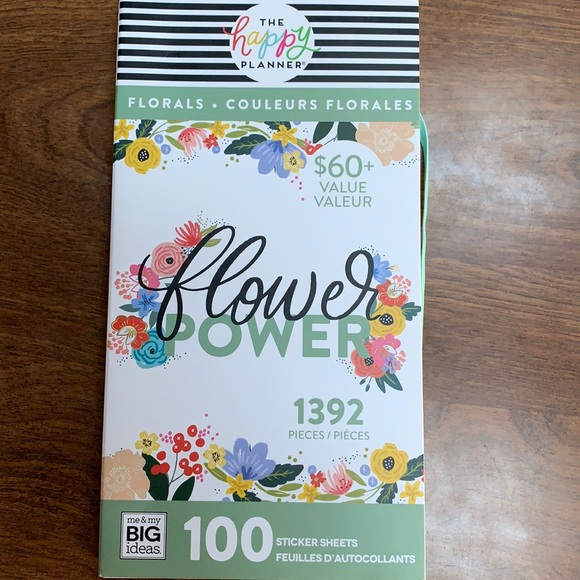 THE
happy
PLANNER®
FLORALS • COULEURS FLORALES
$60+
VALUE
VALEUR
flower
POWER
1392
PIECES / PIÈCES
me & my
BIG
ideas.
100 STICKER SHEETS
FEUILLES D'AUTOCOLLANTS